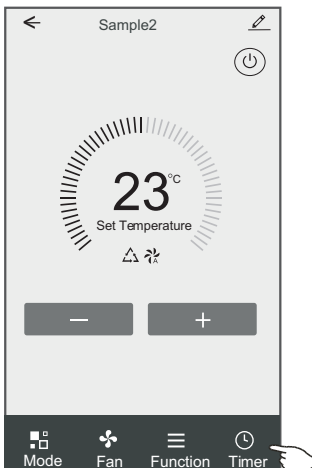 Sample2
23°C
Set Temperature
A
Mode Fan Function Timer